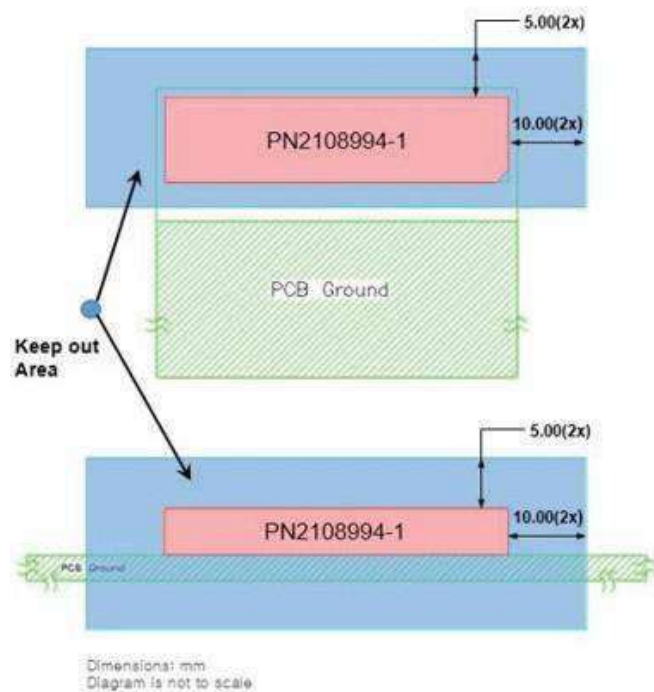 5.00(2x)
10.00(2x)
PN2108994-1
PCB Ground
Keep out
Area
5.00(2x)
10.00(2x)
PN2108994-1
PCB Ground
Dimensions: mm
Diagram is not to scale